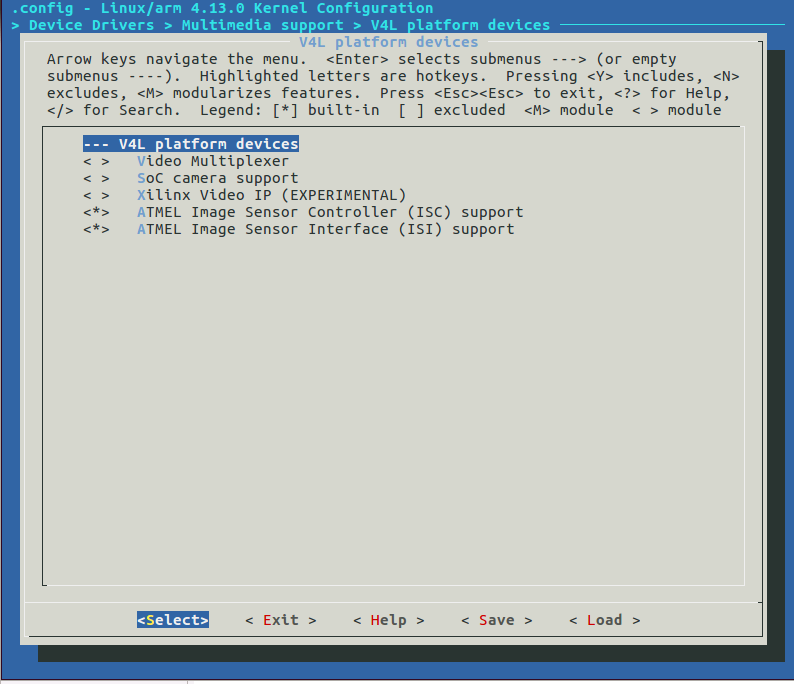 .config - Linux/arm 4.13.0 Kernel Configuration
> Device Drivers > Multimedia support > V4L platform devices
V4L platform devices
Arrow keys navigate the menu.  <Enter> selects submenus ---> (or empty
submenus ----).  Highlighted letters are hotkeys.  Pressing <Y> includes, <N>
excludes, <M> modularizes features.  Press <Esc><Esc> to exit, <?> for Help,
</> for Search.  Legend: [*] built-in  [ ] excluded  <M> module  < > module
--- V4L platform devices
< >   Video Multiplexer
< >   SoC camera support
< >   Xilinx Video IP (EXPERIMENTAL)
<*>   ATMEL Image Sensor Controller (ISC) support
<*>   ATMEL Image Sensor Interface (ISI) support
<Select>    < Exit >    < Help >    < Save >    < Load >